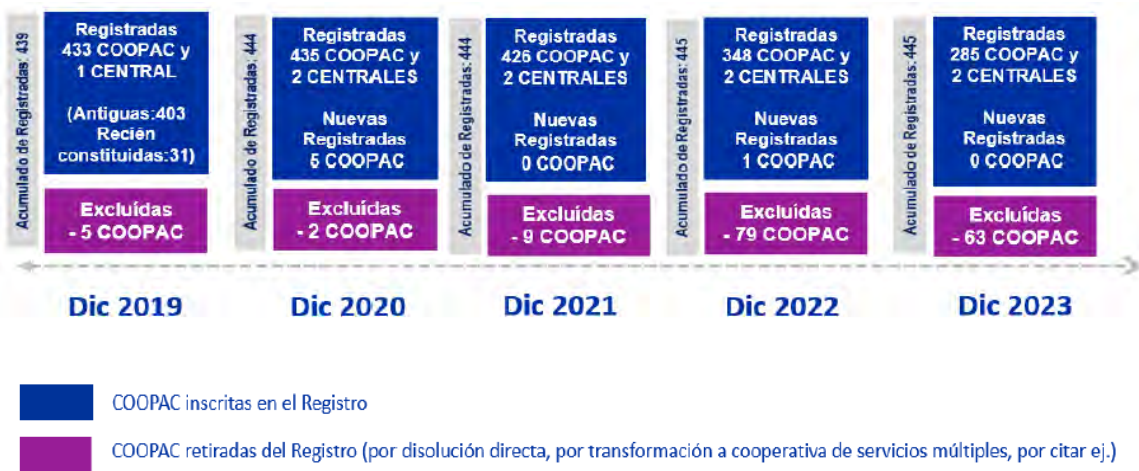 Acumulado de Registradas: 439
Registradas
433 COOPAC y
1 CENTRAL
(Antiguas:403
Recién
constituidas:31)
Excluídas
- 5 COOPAC
Dic 2019
Acumulado de Registradas: 444
Registradas
435 COOPAC y
2 CENTRALES
Nuevas
Registradas
5 COOPAC
Excluídas
- 2 COOPAC
Dic 2020
Acumulado de Registradas: 444
Registradas
426 COOPAC y
2 CENTRALES
Nuevas
Registradas
0 COOPAC
Excluídas
- 9 COOPAC
Dic 2021
Acumulado de Registradas: 445
Registradas
348 COOPAC y
2 CENTRALES
Nuevas
Registradas
1 COOPAC
Excluídas
- 79 COOPAC
Dic 2022
Acumulado de Registradas: 445
Registradas
285 COOPAC y
2 CENTRALES
Nuevas
Registradas
0 COOPAC
Excluídas
- 63 COOPAC
Dic 2023
COOPAC inscritas en el Registro
COOPAC retiradas del Registro (por disolución directa, por transformación a cooperativa de servicios múltiples, por citar ej.)